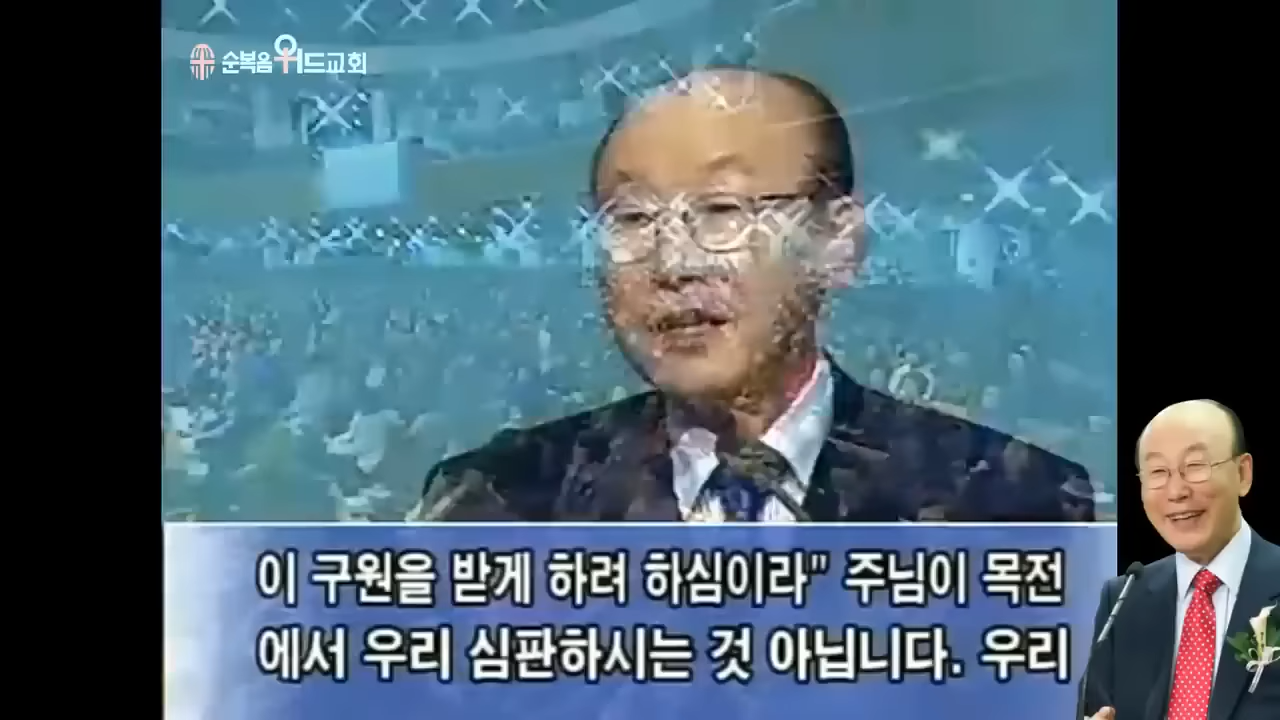 순복음위드교회
이 구원을 받게 하려 하심이라" 주님이 목전
에서 우리 심판하시는 것 아닙니다. 우리